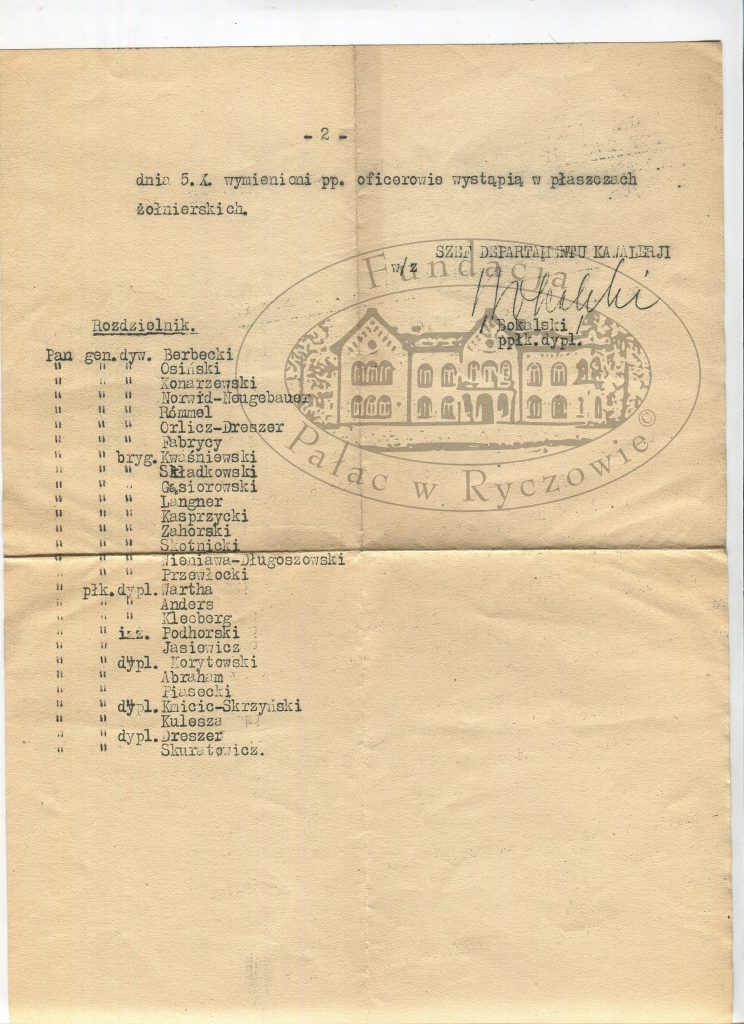 - 2 -
dnia 5.X. wymienieni pp. oficerowie wystąpią w płaszczach
żołnierskich.
SZEF DEPARTAMENTU KAWALERJI
w/z
Bokalski
/ Bokalski /
ppłk.dypl.
Rozdzielnik.
Pan gen.dyw. Berbecki
" " " Osiński
" " " Konarzewski
" " " Norwid-Neugebauer
" " " Rómmel
" " " Orlicz-Dreszer
" " " Fabrycy
" " bryg. Kwaśniewski
" " " Składkowski
" " " Gąsiorowski
" " " Langner
" " " Kasprzycki
" " " Zahorski
" " " Skotnicki
" " " Wieniawa-Długoszowski
" " " Przewłocki
" płk.dypl. Wartha
" " " Anders
" " " Kleeberg
" " inż. Podhorski
" " Jasiewicz
" " dypl. Korytowski
" " Abraham
" " Piasecki
" " dypl. Kmicic-Skrzyński
" " Kulesza
" " dypl. Dreszer
" " Skuratowicz.
Fundacja
Pałac w Ryczowie ©